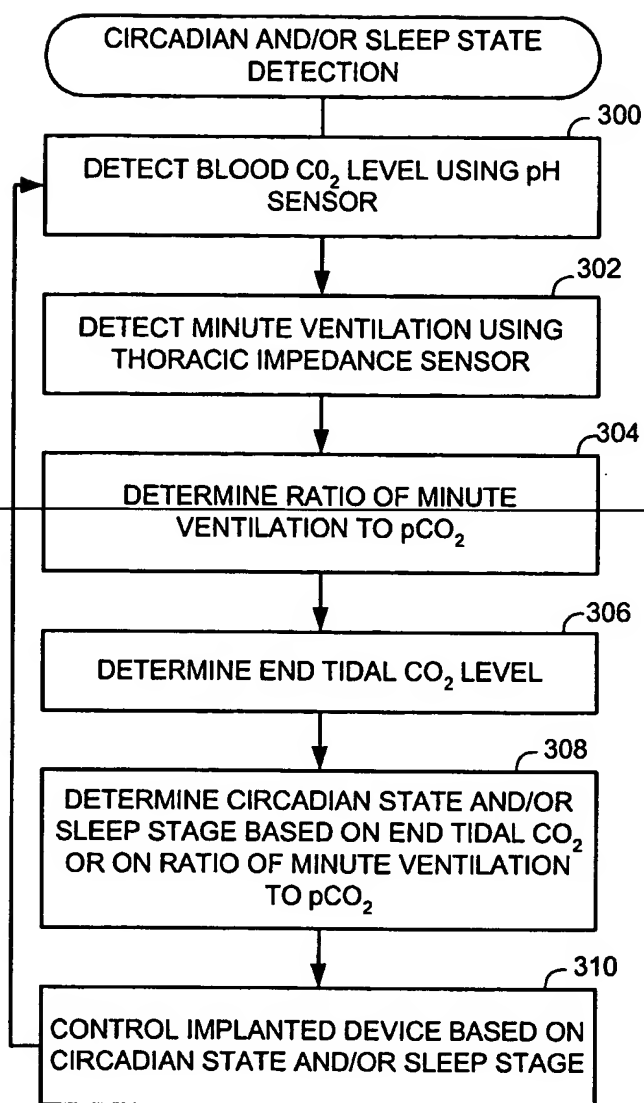 CIRCADIAN AND/OR SLEEP STATE
DETECTION
300
DETECT BLOOD C0₂ LEVEL USING pH
SENSOR
302
DETECT MINUTE VENTILATION USING
THORACIC IMPEDANCE SENSOR
304
DETERMINE RATIO OF MINUTE
VENTILATION TO pCO₂
306
DETERMINE END TIDAL CO₂ LEVEL
308
DETERMINE CIRCADIAN STATE AND/OR
SLEEP STAGE BASED ON END TIDAL CO₂
OR ON RATIO OF MINUTE VENTILATION
TO pCO₂
310
CONTROL IMPLANTED DEVICE BASED ON
CIRCADIAN STATE AND/OR SLEEP STAGE